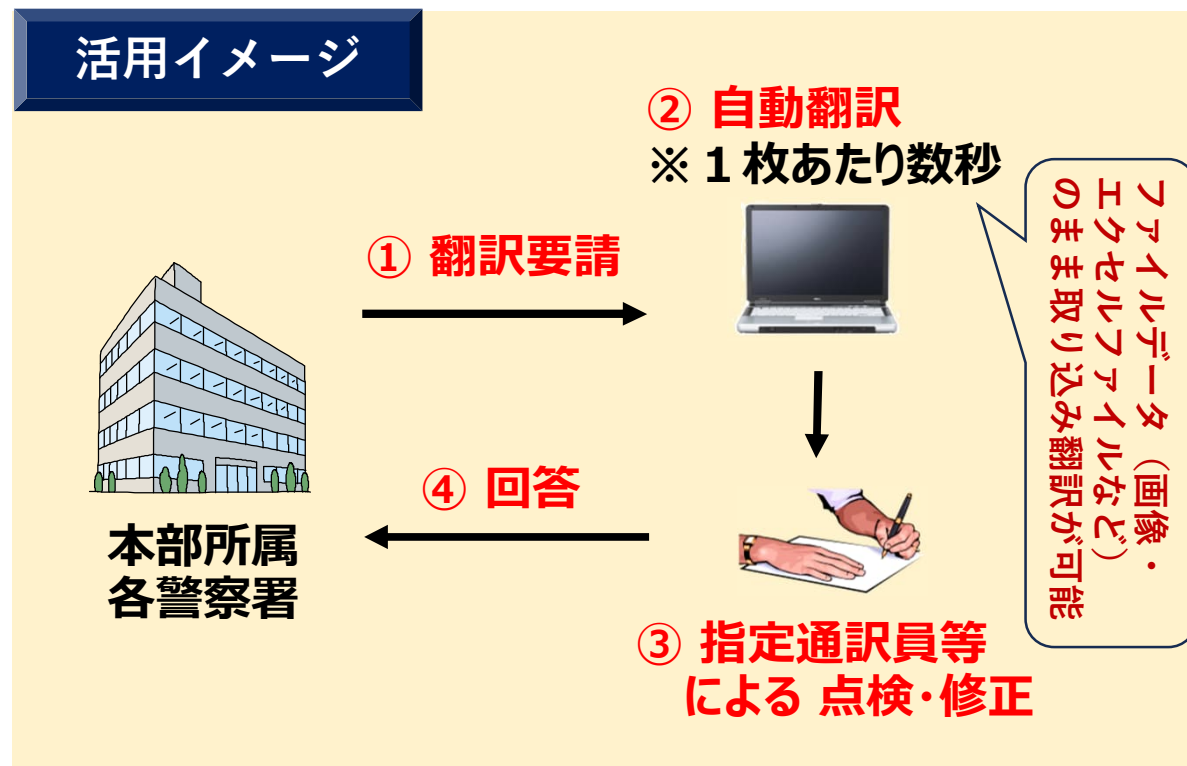 活用イメージ
② 自動翻訳
※１枚あたり数秒
ファイルデータ（画像・
エクセルファイルなど）
のまま取り込み翻訳が可能
① 翻訳要請
④ 回答
本部所属
各警察署
③ 指定通訳員等
による 点検・修正